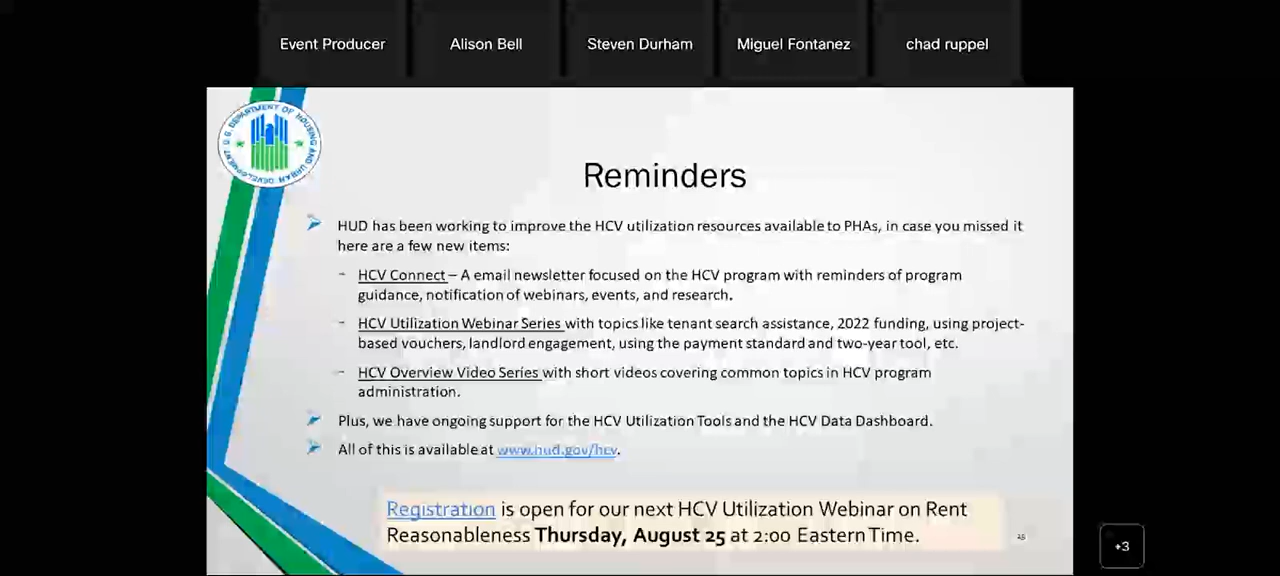 Event Producer
Alison Bell
Steven Durham
Miguel Fontanez
chad ruppel
U.S. DEPARTMENT OF HOUSING AND URBAN DEVELOPMENT
Reminders
HUD has been working to improve the HCV utilization resources available to PHAs, in case you missed it
here are a few new items:
- HCV Connect – A email newsletter focused on the HCV program with reminders of program
guidance, notification of webinars, events, and research.
- HCV Utilization Webinar Series with topics like tenant search assistance, 2022 funding, using project-
based vouchers, landlord engagement, using the payment standard and two-year tool, etc.
- HCV Overview Video Series with short videos covering common topics in HCV program
administration.
Plus, we have ongoing support for the HCV Utilization Tools and the HCV Data Dashboard.
All of this is available at www.hud.gov/hcv.
Registration is open for our next HCV Utilization Webinar on Rent
Reasonableness Thursday, August 25 at 2:00 Eastern Time.
+3